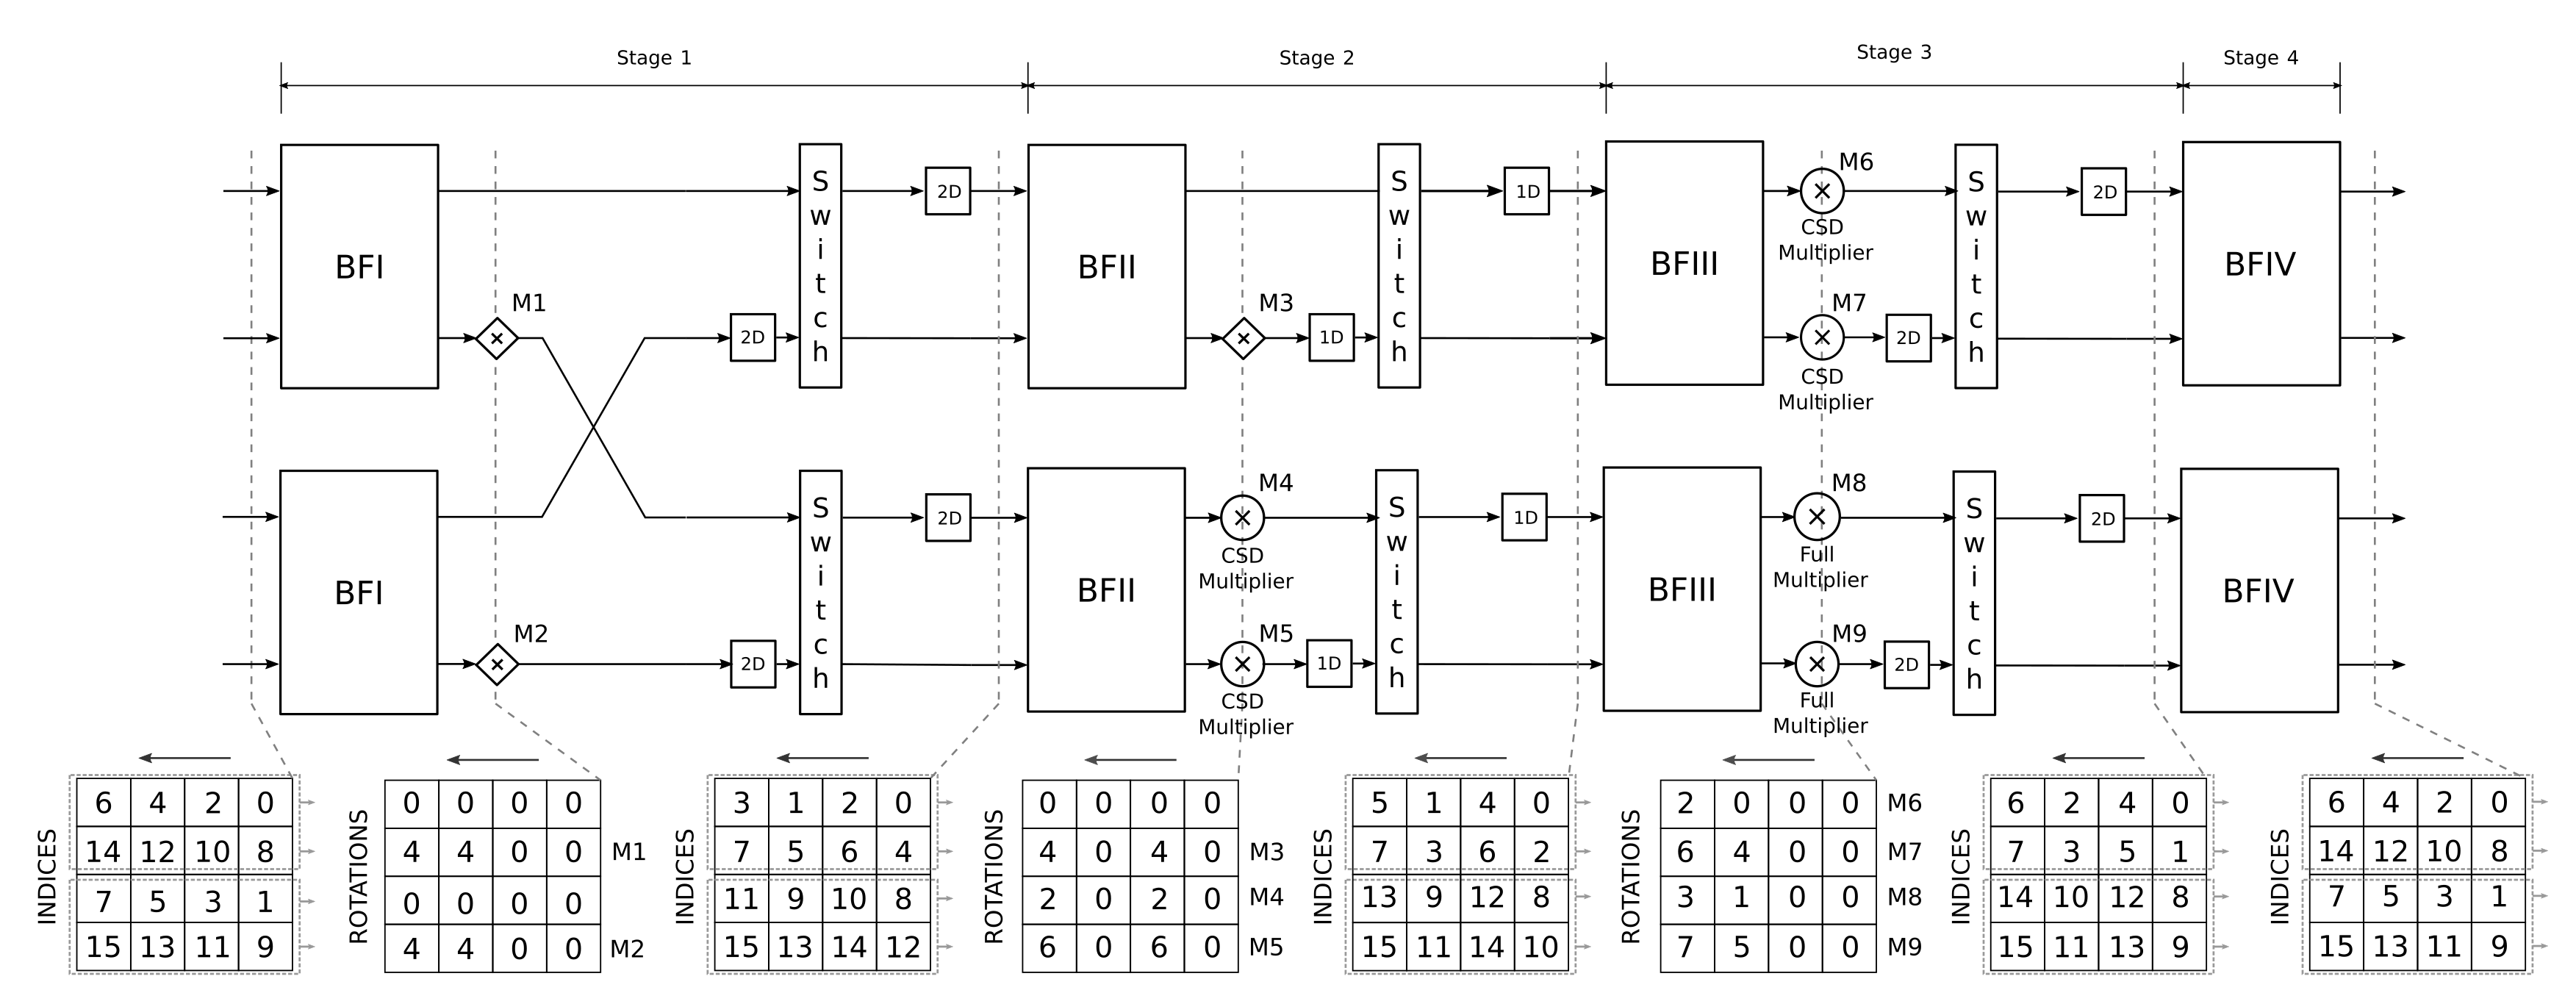 Stage 1 Stage 2 Stage 3 Stage 4
BFI
M1
2D
Switch
2D
BFII
M3
1D
Switch
1D
BFIII
M6
CSD
Multiplier
M7
CSD
Multiplier
2D
Switch
2D
BFIV
BFI
M2
2D
Switch
2D
BFII
M4
CSD
Multiplier
M5
CSD
Multiplier
1D
Switch
1D
BFIII
M8
Full
Multiplier
M9
Full
Multiplier
2D
Switch
2D
BFIV
INDICES
6 4 2 0
14 12 10 8
7 5 3 1
15 13 11 9
ROTATIONS
0 0 0 0
4 4 0 0 M1
0 0 0 0
4 4 0 0 M2
INDICES
3 1 2 0
7 5 6 4
11 9 10 8
15 13 14 12
ROTATIONS
0 0 0 0
4 0 4 0 M3
2 0 2 0 M4
6 0 6 0 M5
INDICES
5 1 4 0
7 3 6 2
13 9 12 8
15 11 14 10
ROTATIONS
2 0 0 0 M6
6 4 0 0 M7
3 1 0 0 M8
7 5 0 0 M9
INDICES
6 2 4 0
7 3 5 1
14 10 12 8
15 11 13 9
INDICES
6 4 2 0
14 12 10 8
7 5 3 1
15 13 11 9